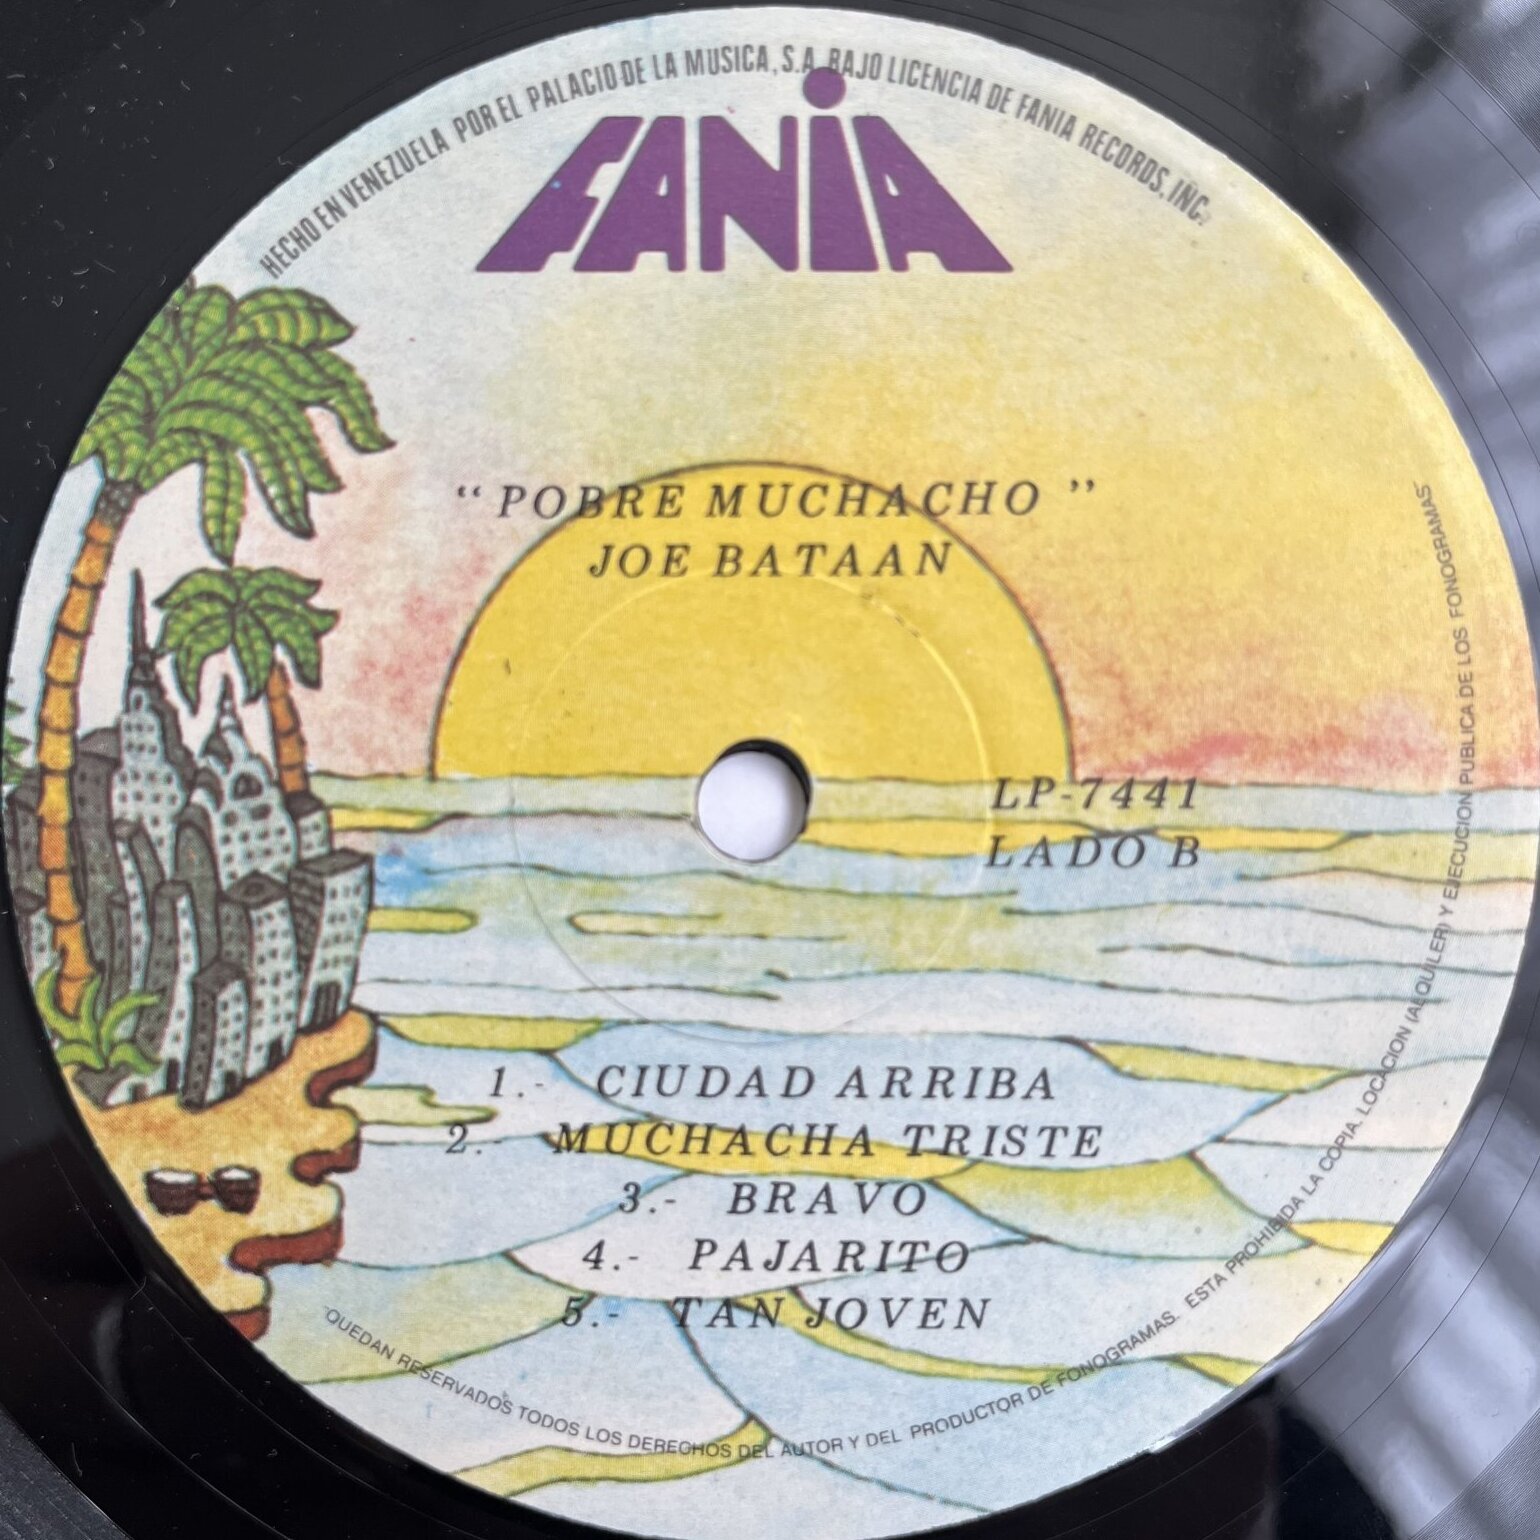 HECHO EN VENEZUELA POR EL PALACIO DE LA MUSICA, S.A. BAJO LICENCIA DE FANIA RECORDS, INC.
FANiA
“ POBRE MUCHACHO ”
JOE BATAAN
LP-7441
LADO B
1.- CIUDAD ARRIBA
2.- MUCHACHA TRISTE
3.- BRAVO
4.- PAJARITO
5.- TAN JOVEN
QUEDAN RESERVADOS TODOS LOS DERECHOS DEL AUTOR Y DEL PRODUCTOR DE FONOGRAMAS. ESTA PROHIBIDA LA COPIA. LOCACION (ALQUILER) Y EJECUCION PUBLICA DE LOS FONOGRAMAS